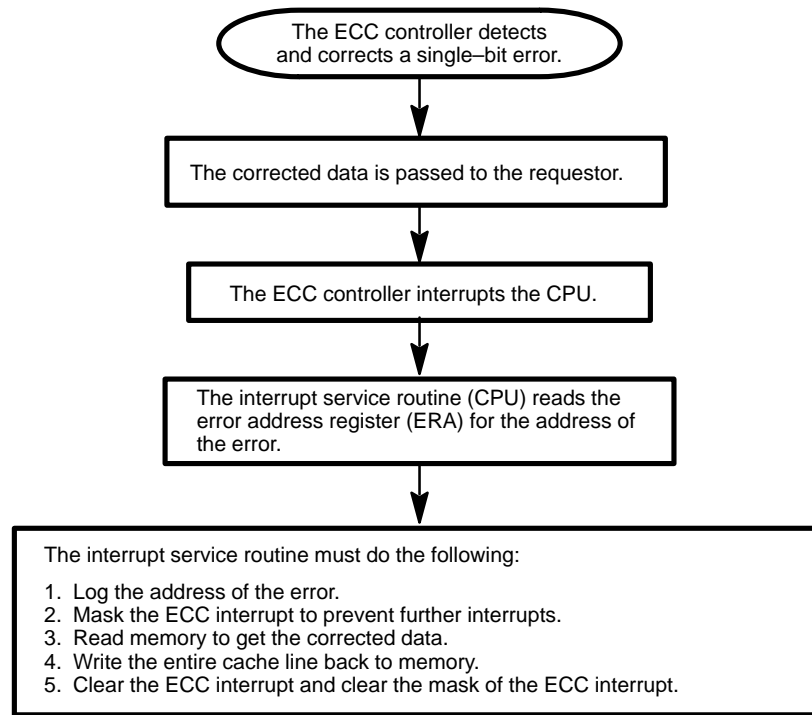 The ECC controller detects
and corrects a single–bit error.
The corrected data is passed to the requestor.
The ECC controller interrupts the CPU.
The interrupt service routine (CPU) reads the
error address register (ERA) for the address of
the error.
The interrupt service routine must do the following:
1. Log the address of the error.
2. Mask the ECC interrupt to prevent further interrupts.
3. Read memory to get the corrected data.
4. Write the entire cache line back to memory.
5. Clear the ECC interrupt and clear the mask of the ECC interrupt.